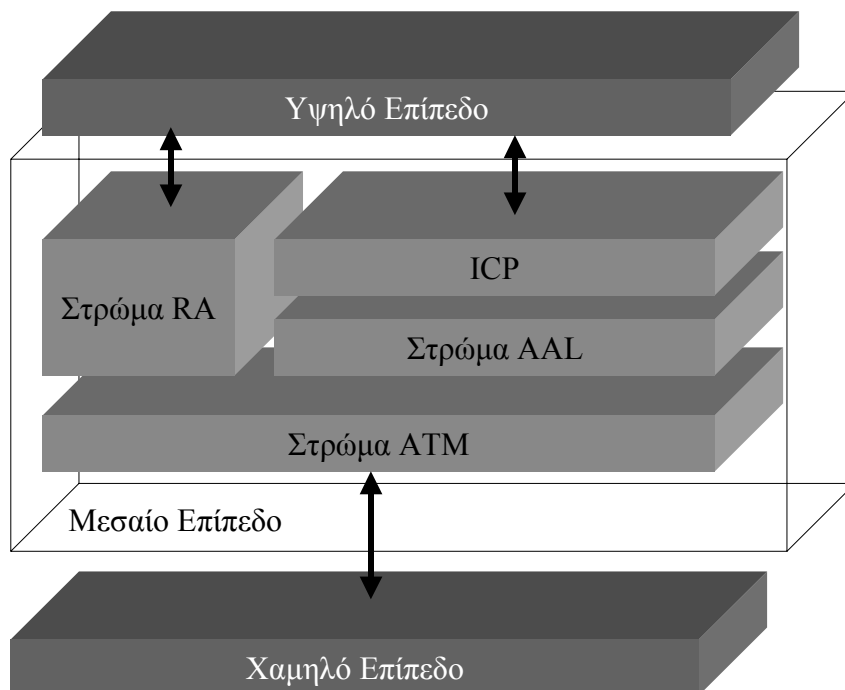 Υψηλό Επίπεδο
ICP
Στρώμα RA
Στρώμα AAL
Στρώμα ATM
Μεσαίο Επίπεδο
Χαμηλό Επίπεδο